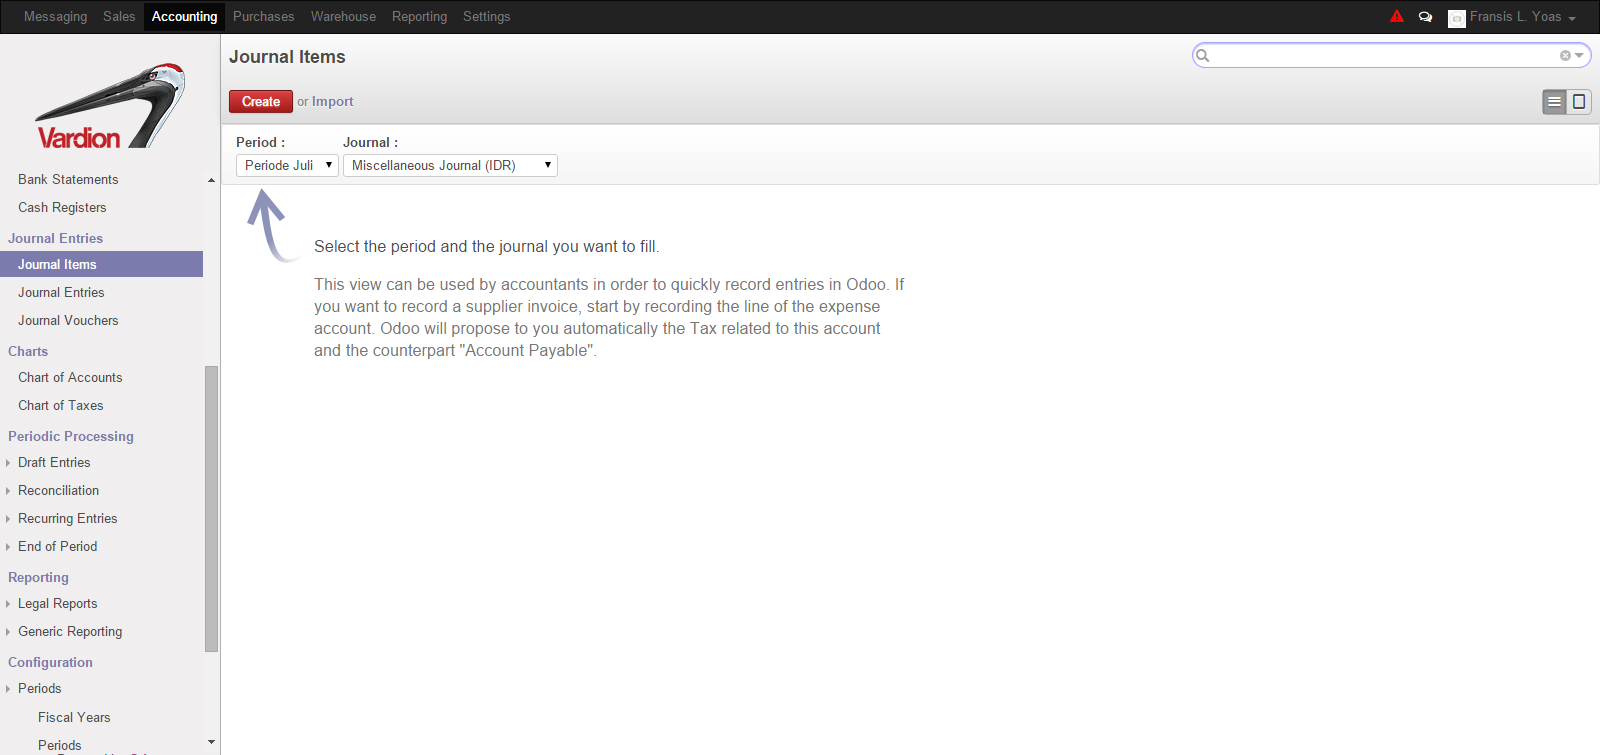 Messaging Sales Accounting Purchases Warehouse Reporting Settings Fransis L. Yoas
Vardion
Bank Statements
Cash Registers
Journal Entries
Journal Items
Journal Entries
Journal Vouchers
Charts
Chart of Accounts
Chart of Taxes
Periodic Processing
Draft Entries
Reconciliation
Recurring Entries
End of Period
Reporting
Legal Reports
Generic Reporting
Configuration
Periods
Fiscal Years
Periods
Journal Items
Create or Import
Period : Journal :
Periode Juli Miscellaneous Journal (IDR)
Select the period and the journal you want to fill.
This view can be used by accountants in order to quickly record entries in Odoo. If
you want to record a supplier invoice, start by recording the line of the expense
account. Odoo will propose to you automatically the Tax related to this account
and the counterpart "Account Payable".